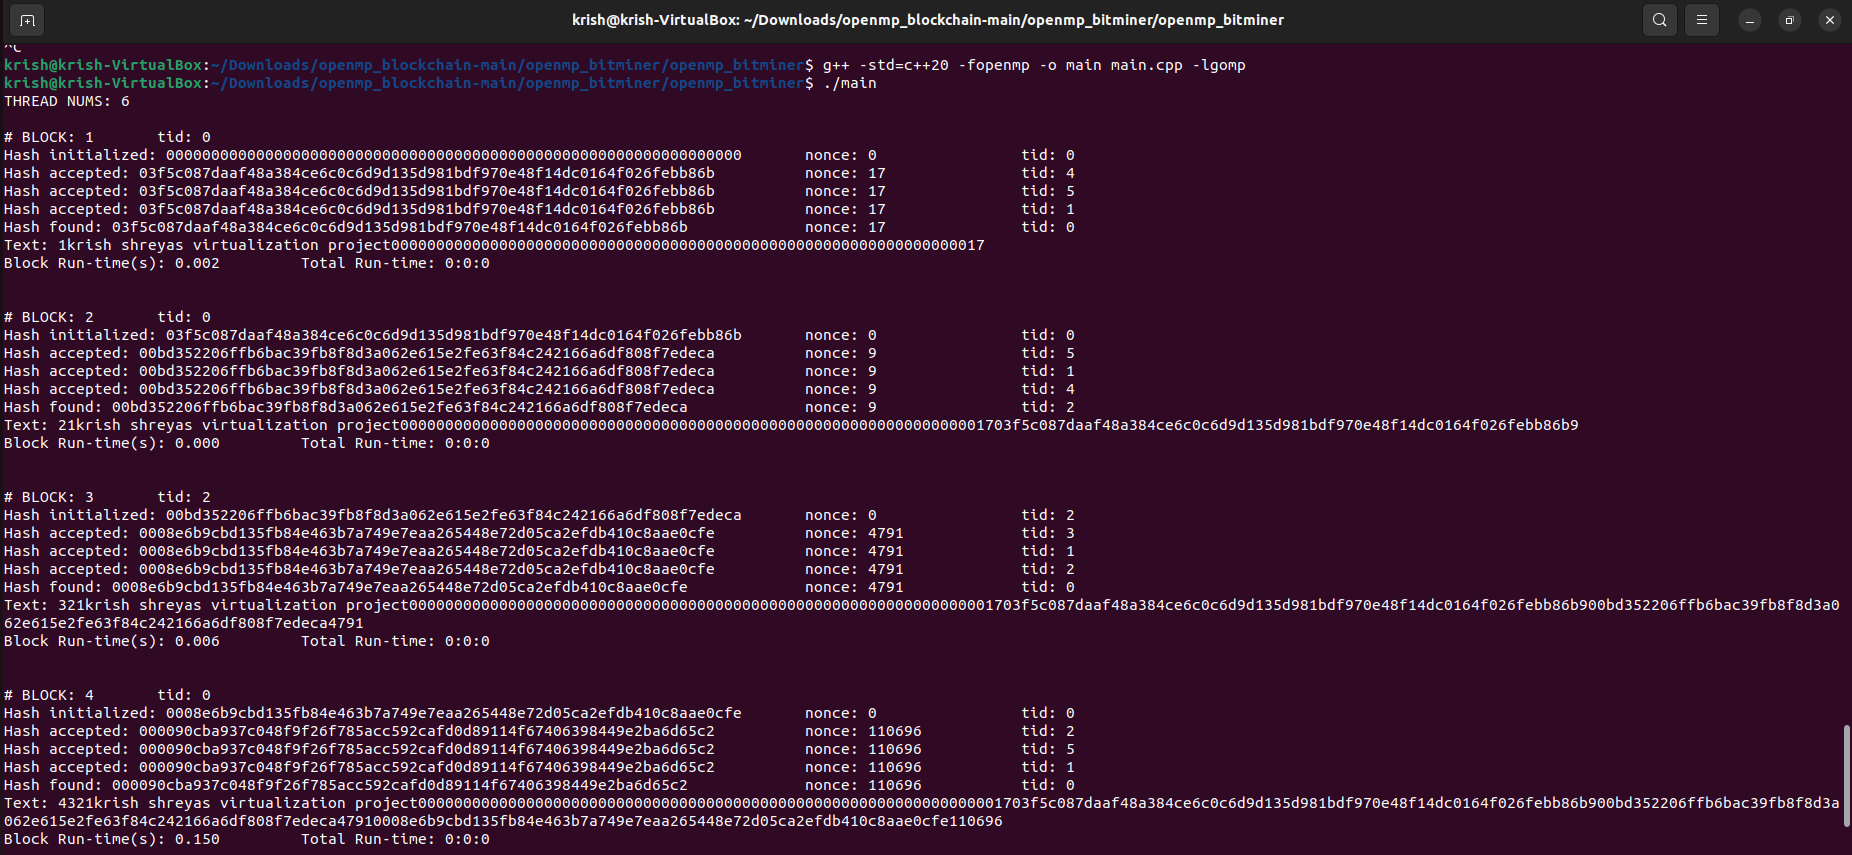 krish@krish-VirtualBox: ~/Downloads/openmp_blockchain-main/openmp_bitminer/openmp_bitminer
^C
krish@krish-VirtualBox:~/Downloads/openmp_blockchain-main/openmp_bitminer/openmp_bitminer$ g++ -std=c++20 -fopenmp -o main main.cpp -lgomp
krish@krish-VirtualBox:~/Downloads/openmp_blockchain-main/openmp_bitminer/openmp_bitminer$ ./main
THREAD NUMS: 6
# BLOCK: 1 tid: 0
Hash initialized: 0000000000000000000000000000000000000000000000000000000000000000 nonce: 0 tid: 0
Hash accepted: 03f5c087daaf48a384ce6c0c6d9d135d981bdf970e48f14dc0164f026febb86b nonce: 17 tid: 4
Hash accepted: 03f5c087daaf48a384ce6c0c6d9d135d981bdf970e48f14dc0164f026febb86b nonce: 17 tid: 5
Hash accepted: 03f5c087daaf48a384ce6c0c6d9d135d981bdf970e48f14dc0164f026febb86b nonce: 17 tid: 1
Hash found: 03f5c087daaf48a384ce6c0c6d9d135d981bdf970e48f14dc0164f026febb86b nonce: 17 tid: 0
Text: 1krish shreyas virtualization project000000000000000000000000000000000000000000000000000000000000000017
Block Run-time(s): 0.002 Total Run-time: 0:0:0
# BLOCK: 2 tid: 0
Hash initialized: 03f5c087daaf48a384ce6c0c6d9d135d981bdf970e48f14dc0164f026febb86b nonce: 0 tid: 0
Hash accepted: 00bd352206ffb6bac39fb8f8d3a062e615e2fe63f84c242166a6df808f7edeca nonce: 9 tid: 5
Hash accepted: 00bd352206ffb6bac39fb8f8d3a062e615e2fe63f84c242166a6df808f7edeca nonce: 9 tid: 1
Hash accepted: 00bd352206ffb6bac39fb8f8d3a062e615e2fe63f84c242166a6df808f7edeca nonce: 9 tid: 4
Hash found: 00bd352206ffb6bac39fb8f8d3a062e615e2fe63f84c242166a6df808f7edeca nonce: 9 tid: 2
Text: 21krish shreyas virtualization project00000000000000000000000000000000000000000000000000000000000000001703f5c087daaf48a384ce6c0c6d9d135d981bdf970e48f14dc0164f026febb86b9
Block Run-time(s): 0.000 Total Run-time: 0:0:0
# BLOCK: 3 tid: 2
Hash initialized: 00bd352206ffb6bac39fb8f8d3a062e615e2fe63f84c242166a6df808f7edeca nonce: 0 tid: 2
Hash accepted: 0008e6b9cbd135fb84e463b7a749e7eaa265448e72d05ca2efdb410c8aae0cfe nonce: 4791 tid: 3
Hash accepted: 0008e6b9cbd135fb84e463b7a749e7eaa265448e72d05ca2efdb410c8aae0cfe nonce: 4791 tid: 1
Hash accepted: 0008e6b9cbd135fb84e463b7a749e7eaa265448e72d05ca2efdb410c8aae0cfe nonce: 4791 tid: 2
Hash found: 0008e6b9cbd135fb84e463b7a749e7eaa265448e72d05ca2efdb410c8aae0cfe nonce: 4791 tid: 0
Text: 321krish shreyas virtualization project00000000000000000000000000000000000000000000000000000000000000001703f5c087daaf48a384ce6c0c6d9d135d981bdf970e48f14dc0164f026febb86b900bd352206ffb6bac39fb8f8d3a0
62e615e2fe63f84c242166a6df808f7edeca4791
Block Run-time(s): 0.006 Total Run-time: 0:0:0
# BLOCK: 4 tid: 0
Hash initialized: 0008e6b9cbd135fb84e463b7a749e7eaa265448e72d05ca2efdb410c8aae0cfe nonce: 0 tid: 0
Hash accepted: 000090cba937c048f9f26f785acc592cafd0d89114f67406398449e2ba6d65c2 nonce: 110696 tid: 2
Hash accepted: 000090cba937c048f9f26f785acc592cafd0d89114f67406398449e2ba6d65c2 nonce: 110696 tid: 5
Hash accepted: 000090cba937c048f9f26f785acc592cafd0d89114f67406398449e2ba6d65c2 nonce: 110696 tid: 1
Hash found: 000090cba937c048f9f26f785acc592cafd0d89114f67406398449e2ba6d65c2 nonce: 110696 tid: 0
Text: 4321krish shreyas virtualization project00000000000000000000000000000000000000000000000000000000000000001703f5c087daaf48a384ce6c0c6d9d135d981bdf970e48f14dc0164f026febb86b900bd352206ffb6bac39fb8f8d3a
062e615e2fe63f84c242166a6df808f7edeca47910008e6b9cbd135fb84e463b7a749e7eaa265448e72d05ca2efdb410c8aae0cfe110696
Block Run-time(s): 0.150 Total Run-time: 0:0:0